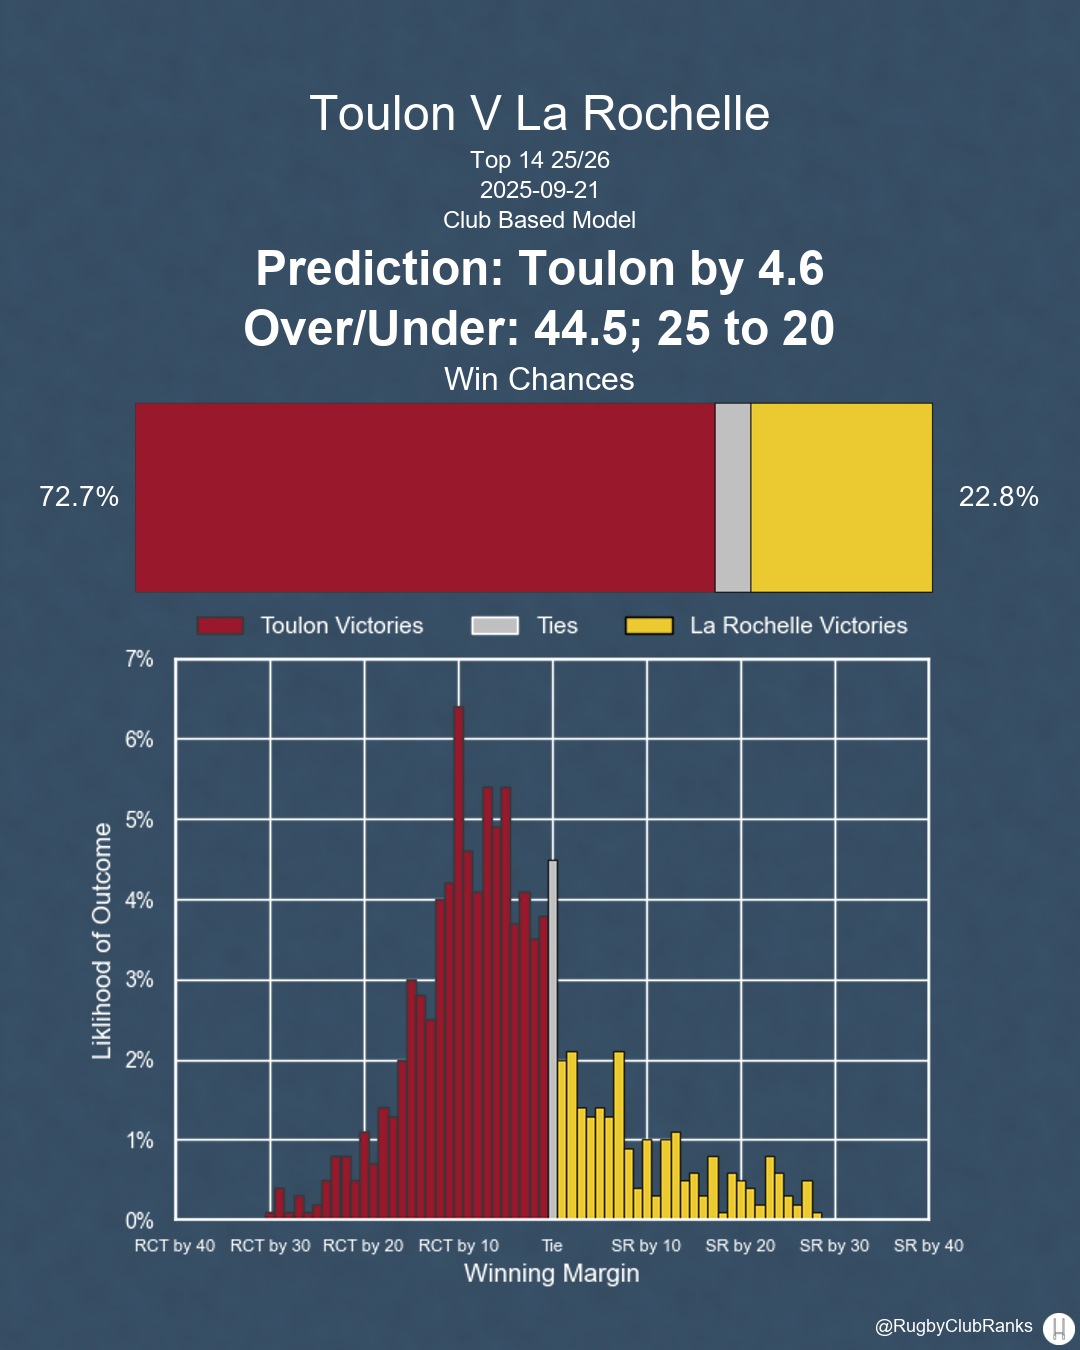 Toulon V La Rochelle
Top 14 25/26
2025-09-21
Club Based Model
Prediction: Toulon by 4.6
Over/Under: 44.5; 25 to 20
Win Chances
72.7%
22.8%
Toulon Victories
Ties
La Rochelle Victories
7%
6%
5%
4%
3%
2%
1%
0%
Liklihood of Outcome
RCT by 40 RCT by 30 RCT by 20 RCT by 10 Tie SR by 10 SR by 20 SR by 30 SR by 40
Winning Margin
@RugbyClubRanks